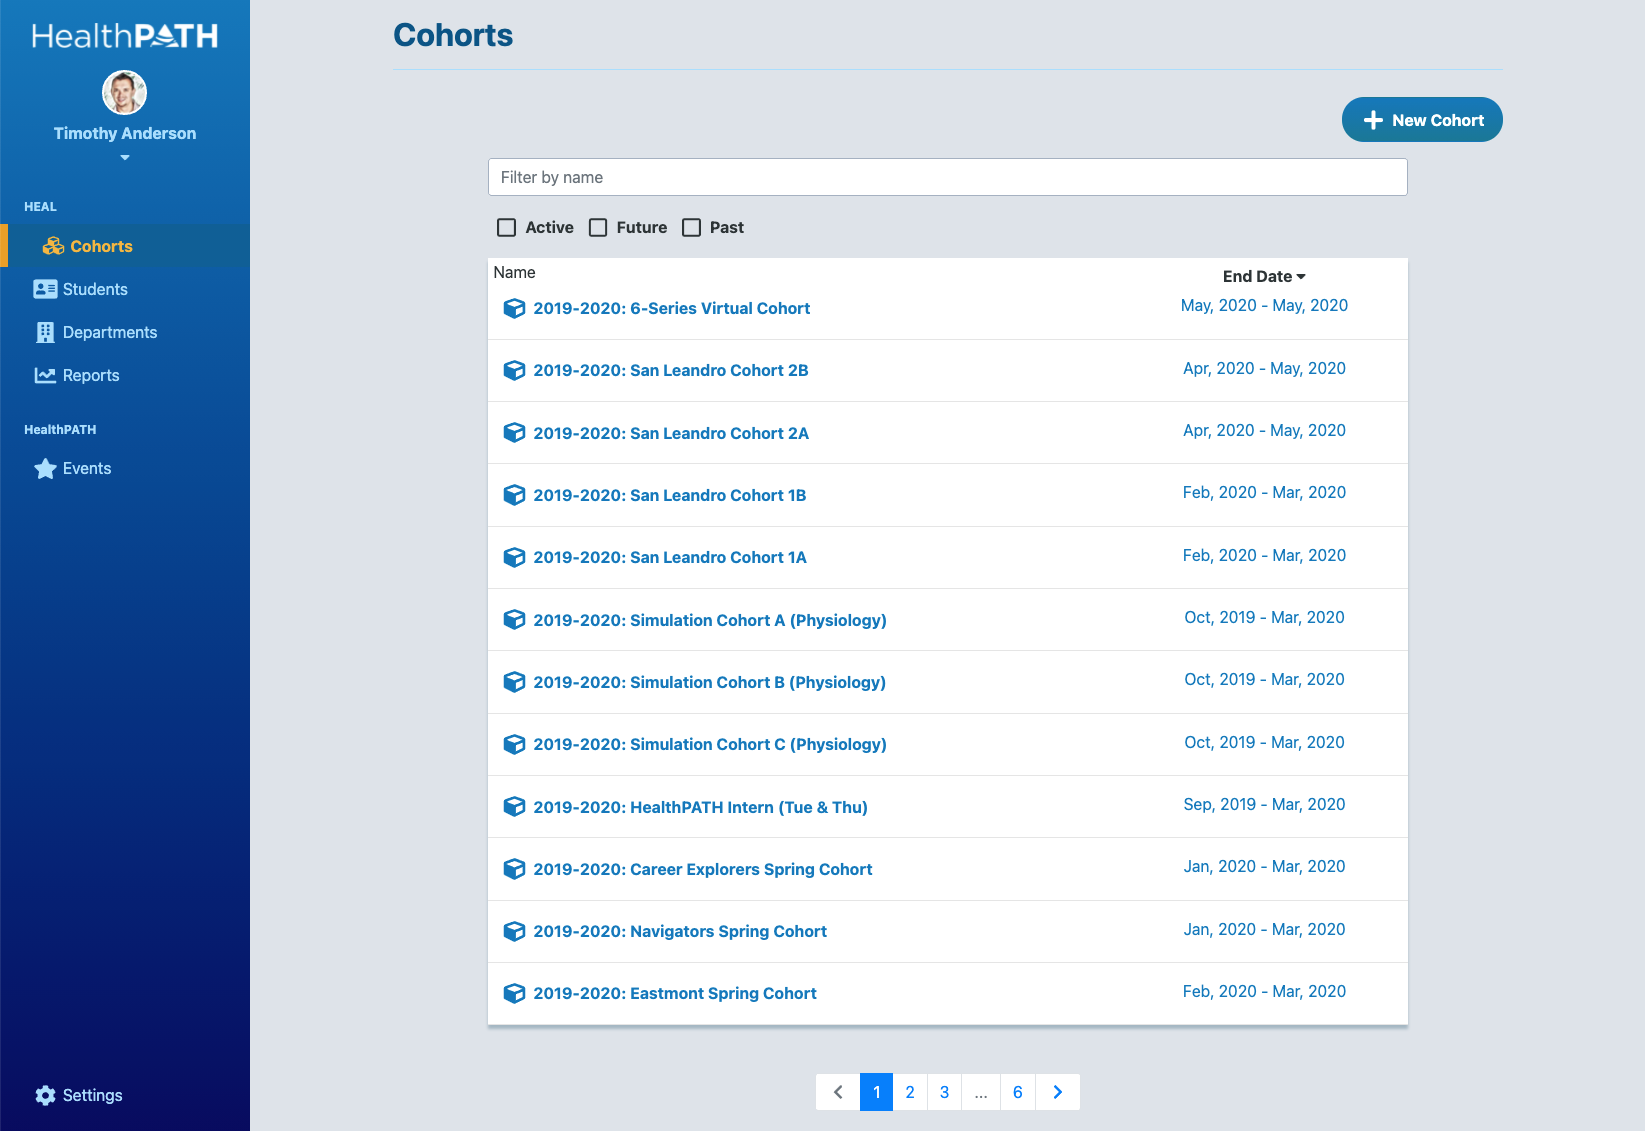 HealthPATH
Timothy Anderson
HEAL
Cohorts
Students
Departments
Reports
HealthPATH
Events
Settings
Cohorts
New Cohort
Filter by name
Active Future Past
Name End Date
2019-2020: 6-Series Virtual Cohort May, 2020 - May, 2020
2019-2020: San Leandro Cohort 2B Apr, 2020 - May, 2020
2019-2020: San Leandro Cohort 2A Apr, 2020 - May, 2020
2019-2020: San Leandro Cohort 1B Feb, 2020 - Mar, 2020
2019-2020: San Leandro Cohort 1A Feb, 2020 - Mar, 2020
2019-2020: Simulation Cohort A (Physiology) Oct, 2019 - Mar, 2020
2019-2020: Simulation Cohort B (Physiology) Oct, 2019 - Mar, 2020
2019-2020: Simulation Cohort C (Physiology) Oct, 2019 - Mar, 2020
2019-2020: HealthPATH Intern (Tue & Thu) Sep, 2019 - Mar, 2020
2019-2020: Career Explorers Spring Cohort Jan, 2020 - Mar, 2020
2019-2020: Navigators Spring Cohort Jan, 2020 - Mar, 2020
2019-2020: Eastmont Spring Cohort Feb, 2020 - Mar, 2020
1 2 3 ... 6